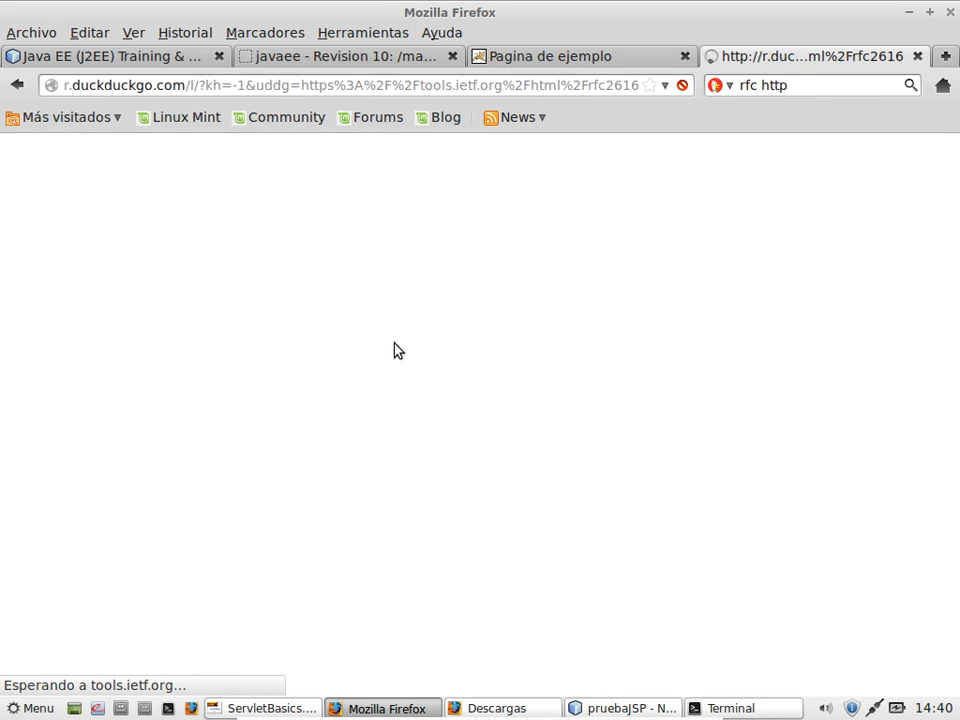 Mozilla Firefox
Archivo Editar Ver Historial Marcadores Herramientas Ayuda
Java EE (J2EE) Training & ... javaee - Revision 10: /ma... Pagina de ejemplo http://r.duc...ml%2Frfc2616
r.duckduckgo.com/l/?kh=-1&uddg=https%3A%2F%2Ftools.ietf.org%2Fhtml%2Frfc2616 rfc http
Más visitados Linux Mint Community Forums Blog News
Esperando a tools.ietf.org...
Menu ServletBasics.... Mozilla Firefox Descargas pruebaJSP - N... Terminal 14:40